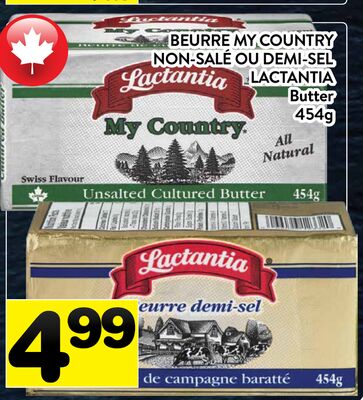 BEURRE MY COUNTRY
NON-SALÉ OU DEMI-SEL
LACTANTIA
Butter
454g
Lactantia
My Country
All
Natural
Swiss Flavour
Unsalted Cultured Butter 454g
Lactantia®
Beurre demi-sel
de campagne baratté 454g
4.99